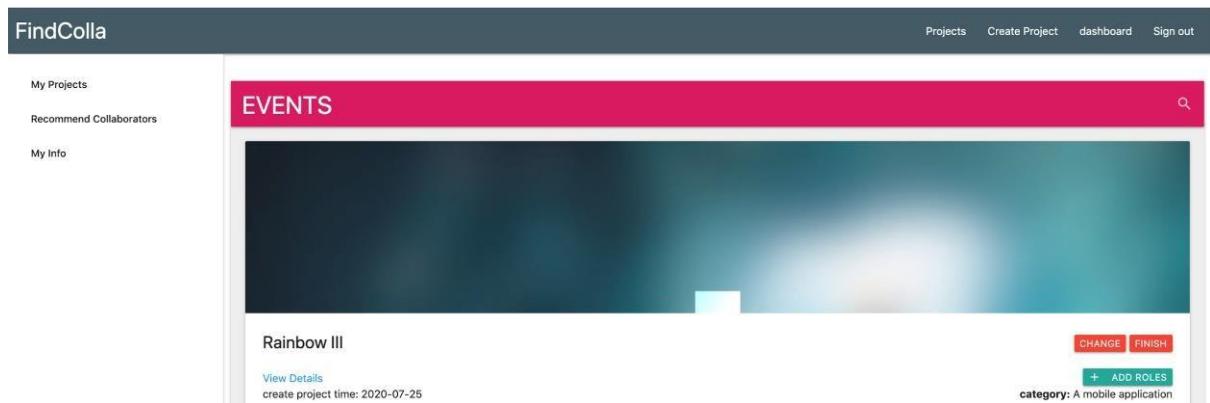 FindColla
Projects Create Project dashboard Sign out
My Projects
Recommend Collaborators
My Info
EVENTS
Rainbow III
CHANGE FINISH
View Details
+ ADD ROLES
create project time: 2020-07-25
category: A mobile application